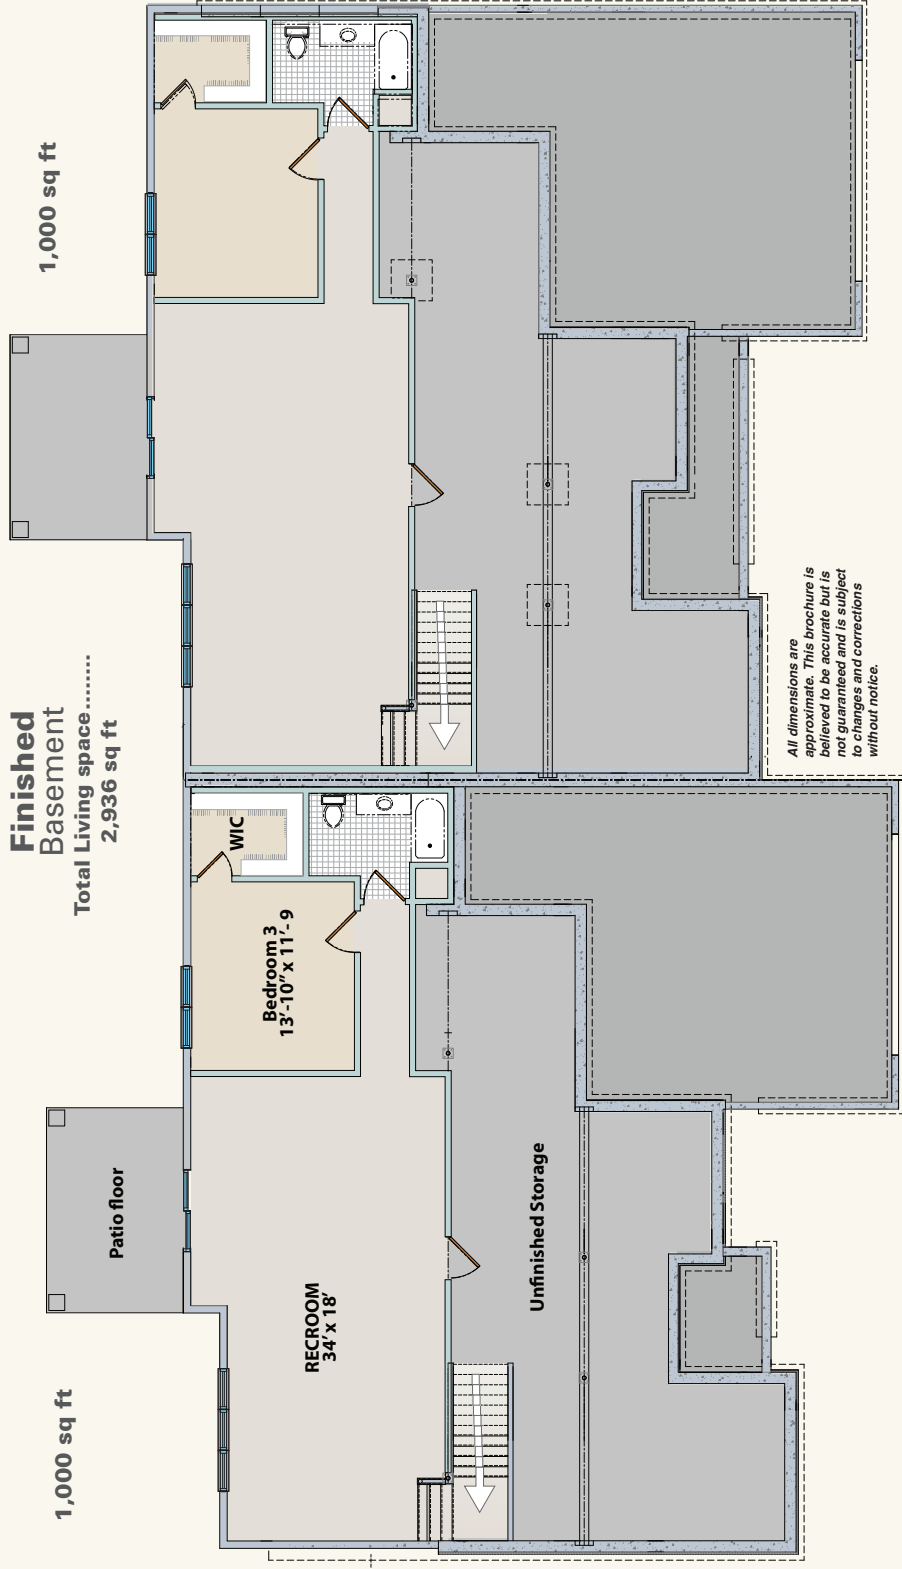 1,000 sq ft
Finished
Basement
Total Living space........
2,936 sq ft
1,000 sq ft
Patio floor
RECROOM
34’ x 18’
Bedroom 3
13’-10” x 11’- 9
WIC
Unfinished Storage
All dimensions are
approximate. This brochure is
believed to be accurate but is
not guaranteed and is subject
to changes and corrections
without notice.